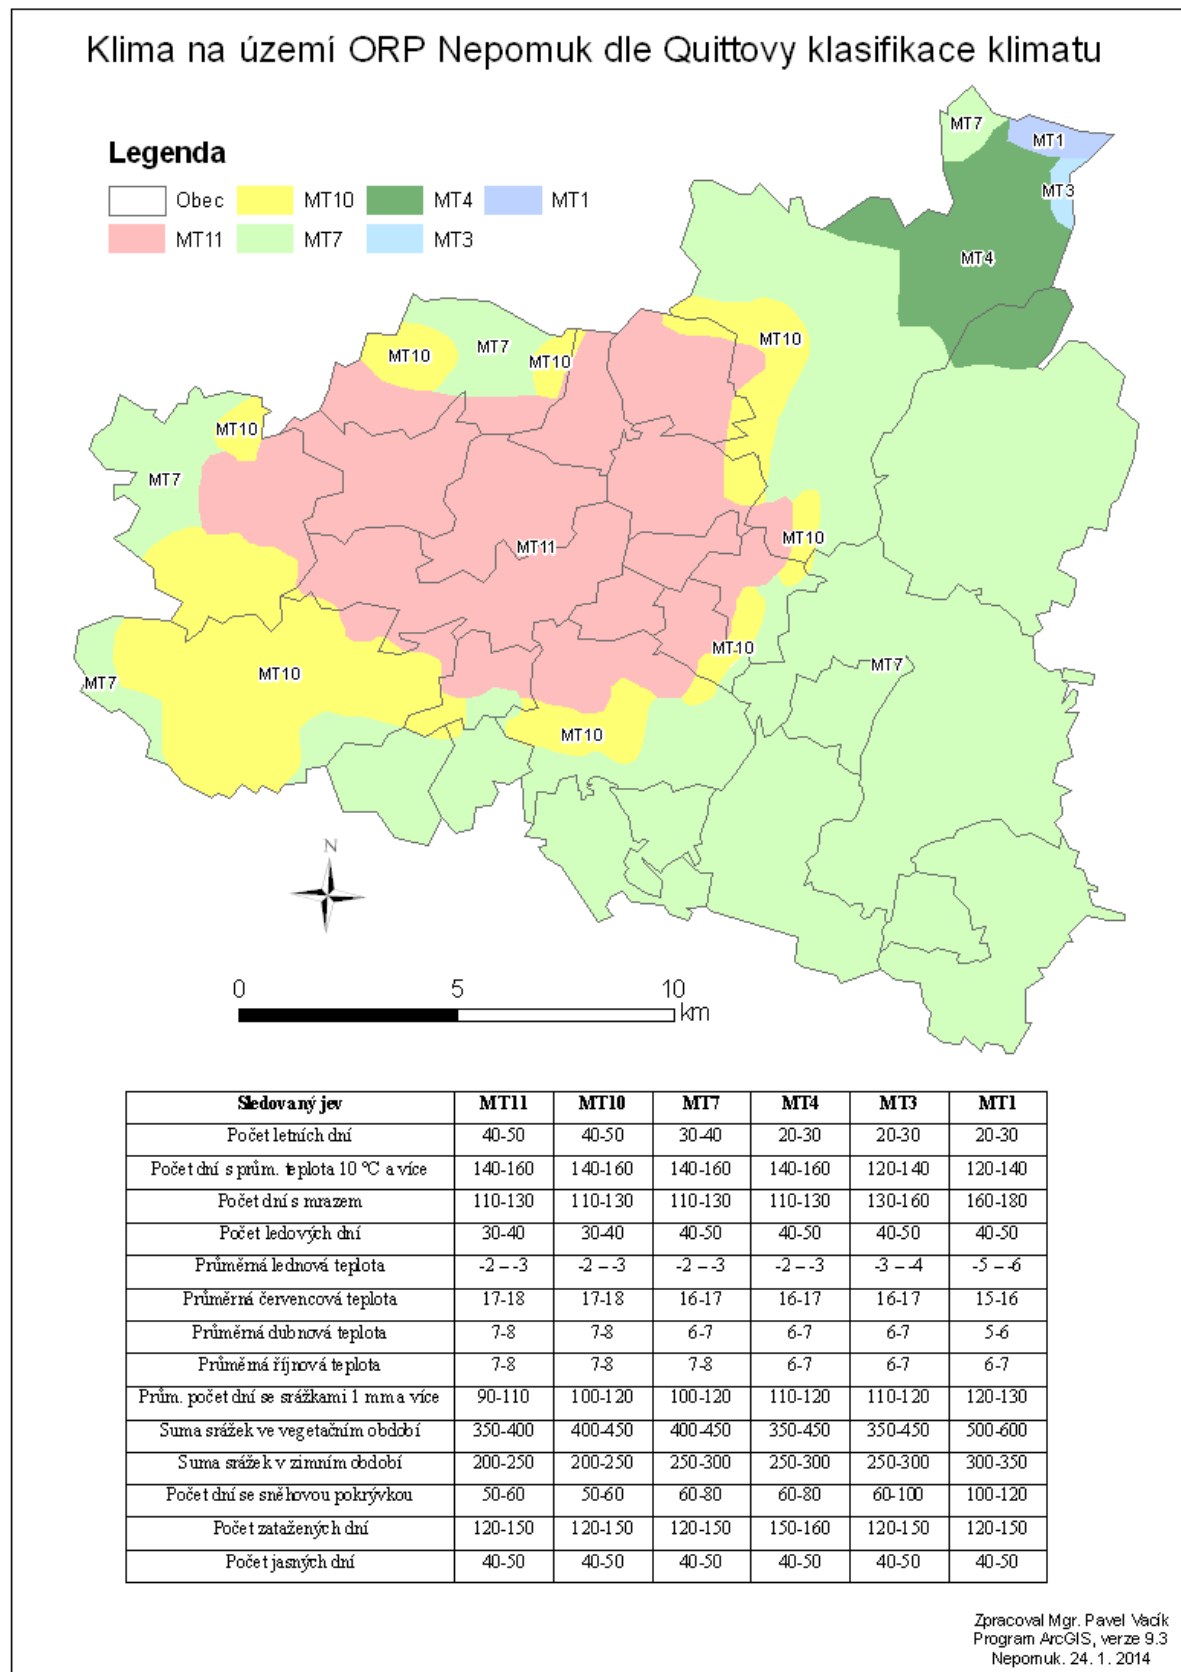 Klima na území ORP Nepomuk dle Quittovy klasifikace klimatu
Legenda
Obec MT10 MT4 MT1
MT11 MT7 MT3
MT7
MT1
MT3
MT4
MT10
MT7
MT10
MT10
MT10
MT7
MT11
MT10
MT10
MT7
MT10
MT7
MT10
N
0 5 10
km
Sledovaný jev MT11 MT10 MT7 MT4 MT3 MT1
Počet letních dní 40-50 40-50 30-40 20-30 20-30 20-30
Počet dní s prům. teplota 10 °C a více 140-160 140-160 140-160 140-160 120-140 120-140
Počet dní s mrazem 110-130 110-130 110-130 110-130 130-160 160-180
Počet ledových dní 30-40 30-40 40-50 40-50 40-50 40-50
Průměrná lednová teplota -2 – -3 -2 – -3 -2 – -3 -2 – -3 -3 – -4 -5 – -6
Průměrná červencová teplota 17-18 17-18 16-17 16-17 16-17 15-16
Průměrná dubnová teplota 7-8 7-8 6-7 6-7 6-7 5-6
Průměrná říjnová teplota 7-8 7-8 7-8 6-7 6-7 6-7
Prům. počet dní se srážkami 1 mm a více 90-110 100-120 100-120 110-120 110-120 120-130
Suma srážek ve vegetačním období 350-400 400-450 400-450 350-450 350-450 500-600
Suma srážek v zimním období 200-250 200-250 250-300 250-300 250-300 300-350
Počet dní se sněhovou pokrývkou 50-60 50-60 60-80 60-80 60-100 100-120
Počet zatažených dní 120-150 120-150 120-150 150-160 120-150 120-150
Počet jasných dní 40-50 40-50 40-50 40-50 40-50 40-50
Zpracoval Mgr. Pavel Vacík
Program ArcGIS, verze 9.3
Nepomuk. 24. 1. 2014